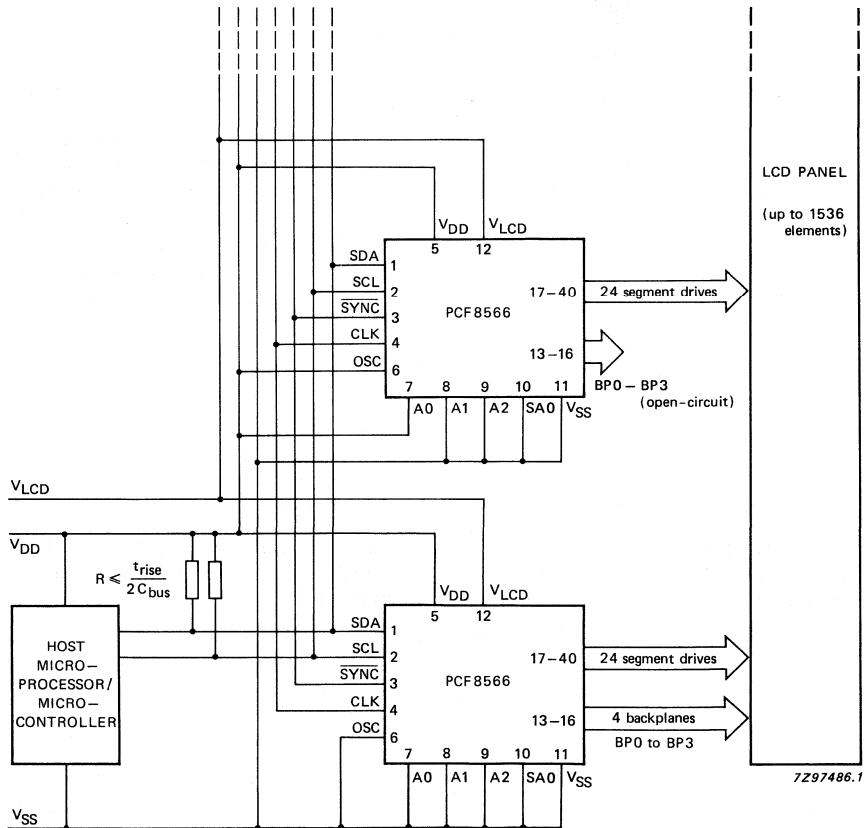 LCD PANEL
(up to 1536
elements)
VDD
VLCD
5
12
SDA
1
SCL
2
SYNC
3
CLK
4
OSC
6
PCF8566
17-40
24 segment drives
13-16
BP0-BP3
(open-circuit)
7
8
9
10
11
A0
A1
A2
SA0
VSS
VLCD
VDD
R ≤ trise
2Cbus
HOST
MICRO-
PROCESSOR/
MICRO-
CONTROLLER
VDD
VLCD
5
12
SDA
1
SCL
2
SYNC
3
CLK
4
OSC
6
PCF8566
17-40
24 segment drives
13-16
4 backplanes
BP0 to BP3
7
8
9
10
11
A0
A1
A2
SA0
VSS
7Z97486.1
VSS